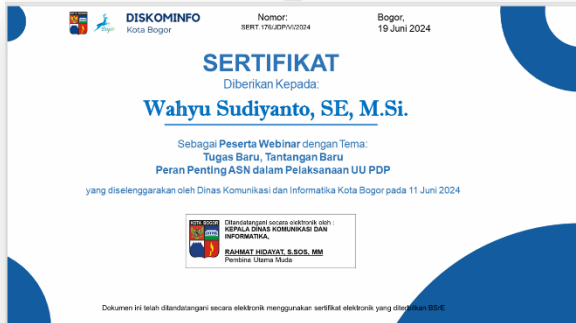 DISKOMINFO
Kota Bogor
Nomor:
SERT.176/JDP/VI/2024
Bogor,
19 Juni 2024
SERTIFIKAT
Diberikan Kepada:
Wahyu Sudiyanto, SE, M.Si.
Sebagai Peserta Webinar dengan Tema:
Tugas Baru, Tantangan Baru
Peran Penting ASN dalam Pelaksanaan UU PDP
yang diselenggarakan oleh Dinas Komunikasi dan Informatika Kota Bogor pada 11 Juni 2024
KOTA BOGOR
Ditandatangani secara elektronik oleh :
KEPALA DINAS KOMUNIKASI DAN
INFORMATIKA,
RAHMAT HIDAYAT, S.SOS, MM
Pembina Utama Muda
Dokumen ini telah ditandatangani secara elektronik menggunakan sertifikat elektronik yang diterbitkan BSrE